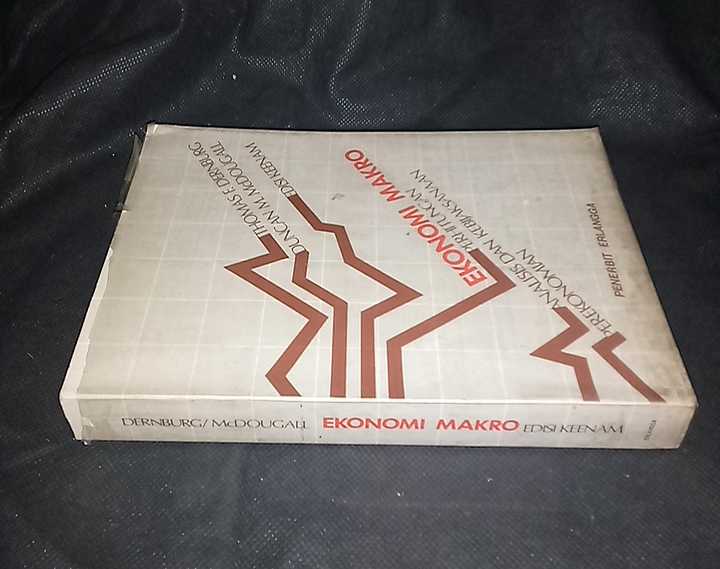 THOMAS F. DERNBURG
DUNCAN M. McDOUGALL
EDISI KEENAM
EKONOMI MAKRO
PERHITUNGAN
ANALISIS DAN KEBIJAKSANAAN
PEREKONOMIAN
PENERBIT ERLANGGA
DERNBURG/McDOUGALL EKONOMI MAKRO EDISI KEENAM